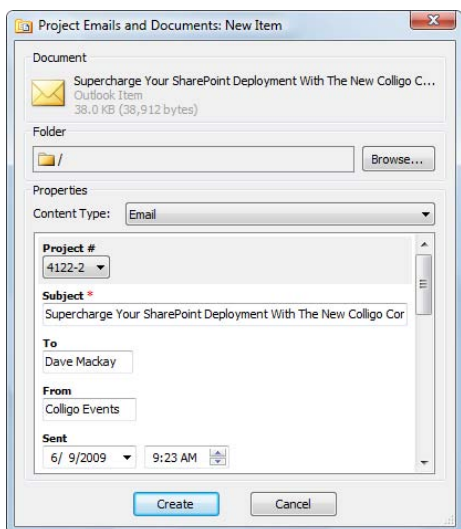 Project Emails and Documents: New Item
Document
Supercharge Your SharePoint Deployment With The New Colligo C...
Outlook Item
38.0 KB (38,912 bytes)
Folder
/
Browse...
Properties
Content Type: Email
Project #
4122-2
Subject *
Supercharge Your SharePoint Deployment With The New Colligo Cor
To
Dave Mackay
From
Colligo Events
Sent
6/ 9/2009 9:23 AM
Create Cancel